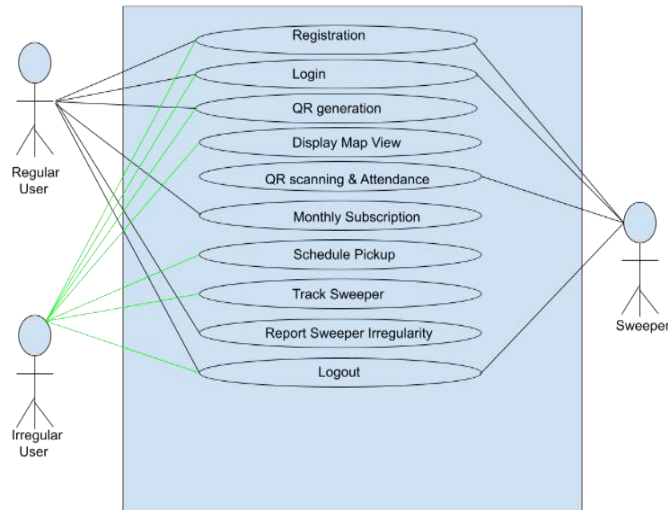 Registration
Login
QR generation
Display Map View
QR scanning & Attendance
Monthly Subscription
Schedule Pickup
Track Sweeper
Report Sweeper Irregularity
Logout
Regular
User
Irregular
User
Sweeper